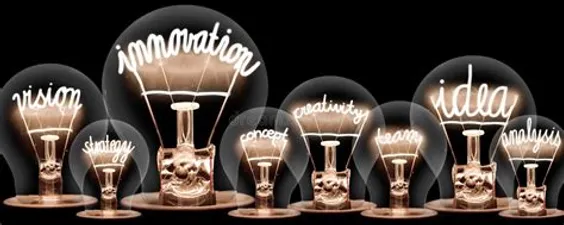 vision
strategy
innovation
concept
creativity
team
idea
analysis